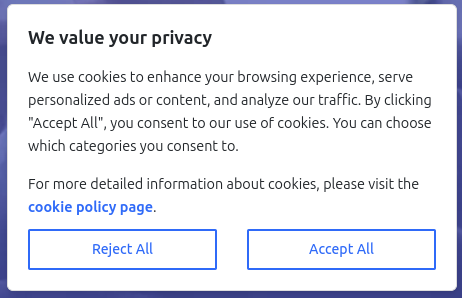 We value your privacy
We use cookies to enhance your browsing experience, serve
personalized ads or content, and analyze our traffic. By clicking
"Accept All", you consent to our use of cookies. You can choose
which categories you consent to.
For more detailed information about cookies, please visit the
cookie policy page.
Reject All
Accept All